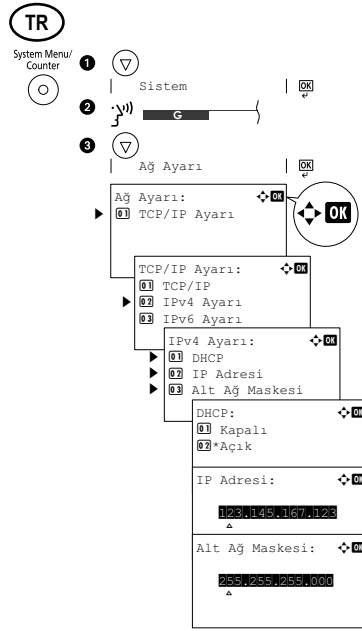 TR
System Menu/
Counter
1
Sistem OK
2
G
3
Ağ Ayarı OK
Ağ Ayarı: OK
01 TCP/IP Ayarı
OK
TCP/IP Ayarı: OK
01 TCP/IP
02 IPv4 Ayarı
03 IPv6 Ayarı
IPv4 Ayarı: OK
01 DHCP
02 IP Adresi
03 Alt Ağ Maskesi
DHCP: OK
01 Kapalı
02 *Açık
IP Adresi: OK
123.145.167.123
Alt Ağ Maskesi: OK
255.255.255.000